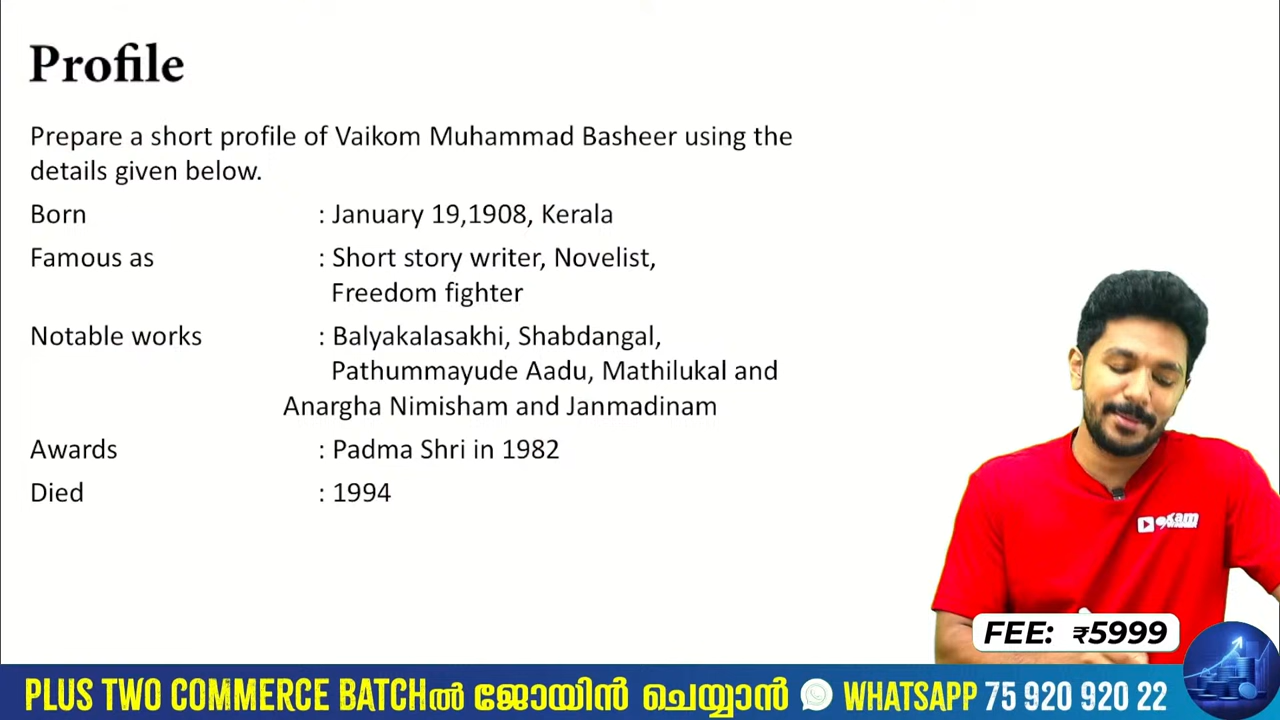 Profile
Prepare a short profile of Vaikom Muhammad Basheer using the
details given below.
Born : January 19,1908, Kerala
Famous as : Short story writer, Novelist,
Freedom fighter
Notable works : Balyakalasakhi, Shabdangal,
Pathummayude Aadu, Mathilukal and
Anargha Nimisham and Janmadinam
Awards : Padma Shri in 1982
Died : 1994
FEE: ₹5999
PLUS TWO COMMERCE BATCHൽ ജോയിൻ ചെയ്യാൻ WHATSAPP 75 920 920 22